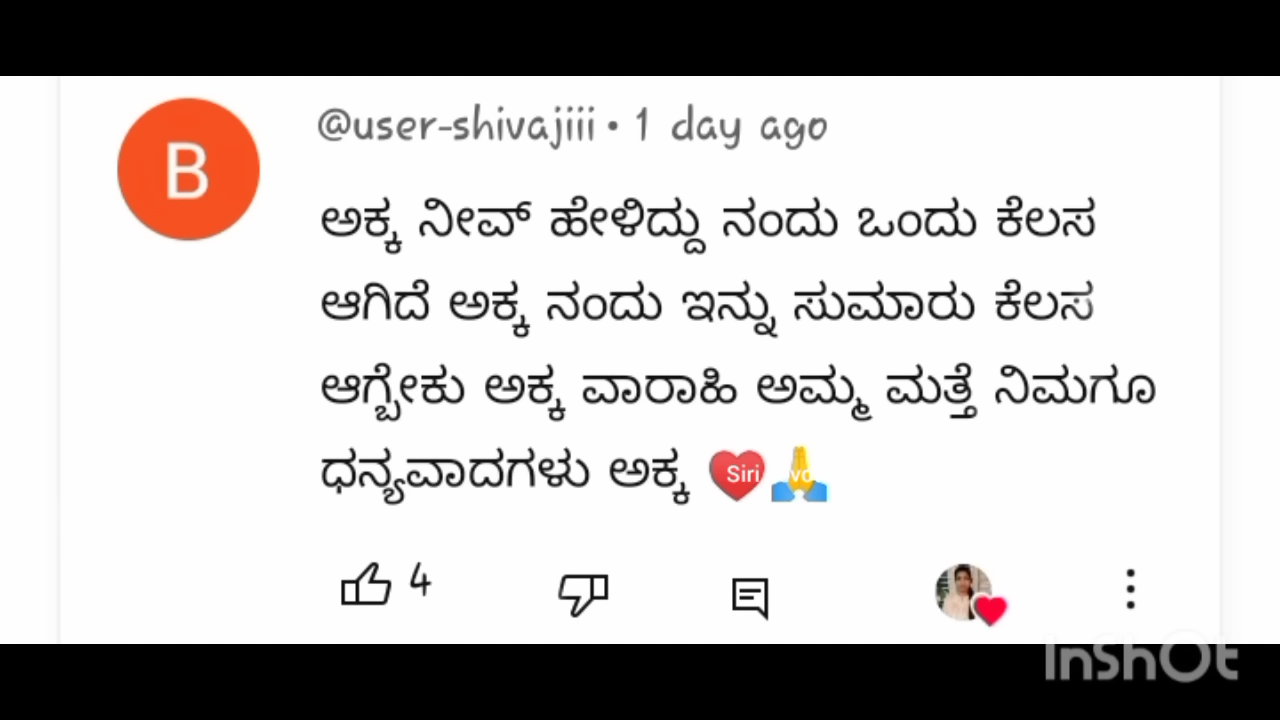 B
@user-shivajiii • 1 day ago
ಅಕ್ಕ ನೀವ್ ಹೇಳಿದ್ದು ನಂದು ಒಂದು ಕೆಲಸ
ಆಗಿದೆ ಅಕ್ಕ ನಂದು ಇನ್ನು ಸುಮಾರು ಕೆಲಸ
ಆಗ್ಬೇಕು ಅಕ್ಕ ವಾರಾಹಿ ಅಮ್ಮ ಮತ್ತೆ ನಿಮಗೂ
ಧನ್ಯವಾದಗಳು ಅಕ್ಕ ❤️🙏
Siri
4
InShOt